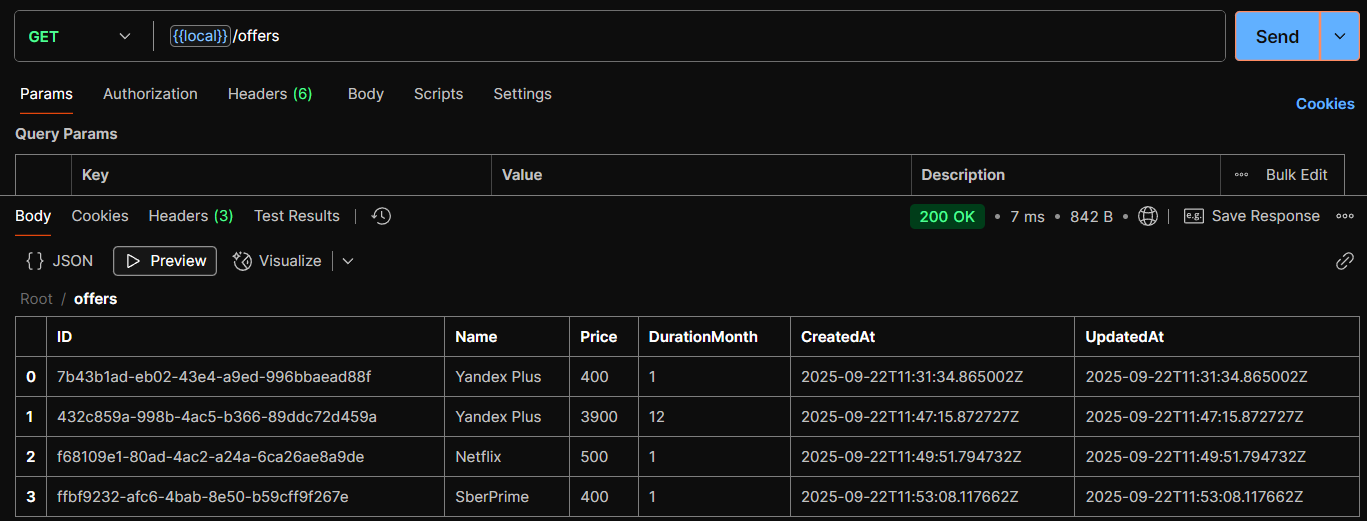 GET {{local}}/offers Send
Params Authorization Headers (6) Body Scripts Settings Cookies
Query Params
Key Value Description Bulk Edit
Body Cookies Headers (3) Test Results 200 OK • 7 ms • 842 B • e.g. Save Response
{} JSON Preview Visualize
Root / offers
ID Name Price DurationMonth CreatedAt UpdatedAt
0 7b43b1ad-eb02-43e4-a9ed-996bbaead88f Yandex Plus 400 1 2025-09-22T11:31:34.865002Z 2025-09-22T11:31:34.865002Z
1 432c859a-998b-4ac5-b366-89ddc72d459a Yandex Plus 3900 12 2025-09-22T11:47:15.872727Z 2025-09-22T11:47:15.872727Z
2 f68109e1-80ad-4ac2-a24a-6ca26ae8a9de Netflix 500 1 2025-09-22T11:49:51.794732Z 2025-09-22T11:49:51.794732Z
3 ffbf9232-afc6-4bab-8e50-b59cff9f267e SberPrime 400 1 2025-09-22T11:53:08.117662Z 2025-09-22T11:53:08.117662Z